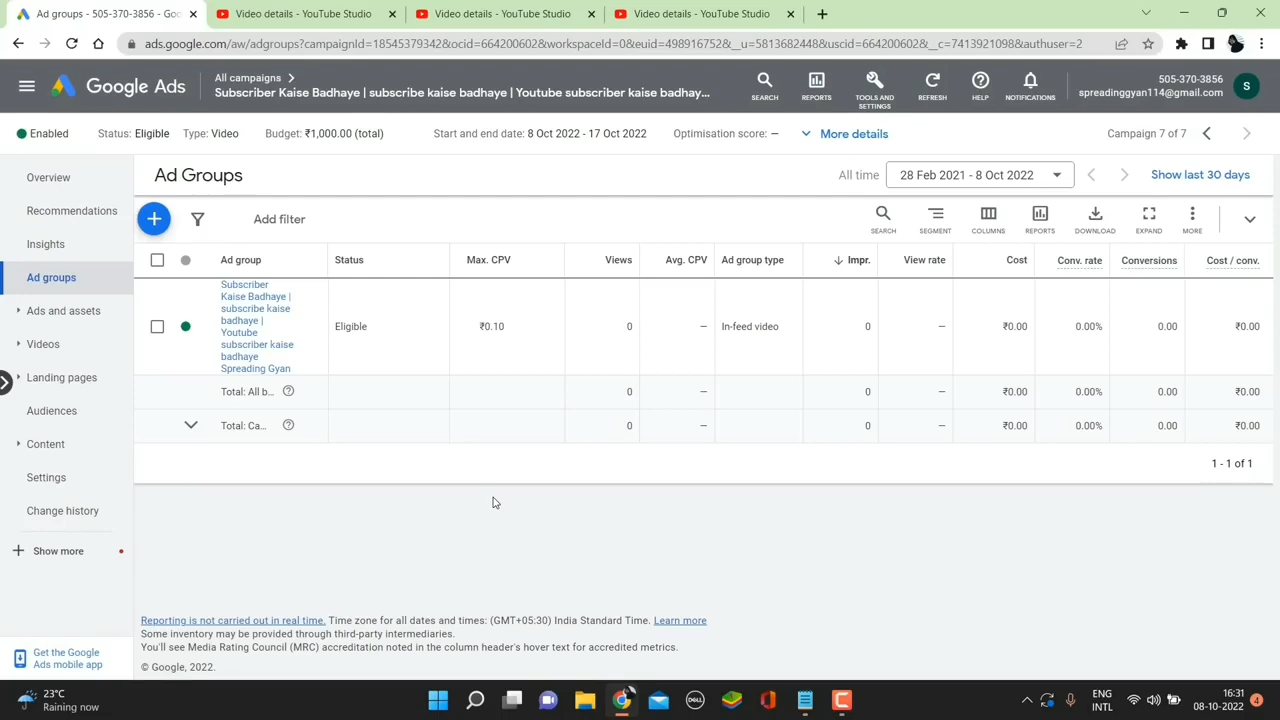 Ad groups - 505-370-3856 - Goo
Video details - YouTube Studio
Video details - YouTube Studio
Video details - YouTube Studio
ads.google.com/aw/adgroups?campaignId=18545379342&ocid=6642006​02&workspaceId=0&euid=498916752&__u=5813682448&uscid=664200602&__c=7413921098&authuser=2
Google Ads
All campaigns
Subscriber Kaise Badhaye | subscribe kaise badhaye | Youtube subscriber kaise badhay...
SEARCH
REPORTS
TOOLS AND
SETTINGS
REFRESH
HELP
NOTIFICATIONS
505-370-3856
spreadinggyan114@gmail.com
S
Enabled
Status: Eligible
Type: Video
Budget: ₹1,000.00 (total)
Start and end date: 8 Oct 2022 - 17 Oct 2022
Optimisation score: —
More details
Campaign 7 of 7
Overview
Recommendations
Insights
Ad groups
Ads and assets
Videos
Landing pages
Audiences
Content
Settings
Change history
Show more
Get the Google
Ads mobile app
Ad Groups
All time
28 Feb 2021 - 8 Oct 2022
Show last 30 days
Add filter
SEARCH
SEGMENT
COLUMNS
REPORTS
DOWNLOAD
EXPAND
MORE
Ad group Status Max. CPV Views Avg. CPV Ad group type Impr. View rate Cost Conv. rate Conversions Cost / conv.
Subscriber
Kaise Badhaye |
subscribe kaise
badhaye |
Youtube
subscriber kaise
badhaye
Spreading Gyan
Eligible ₹0.10 0 — In-feed video 0 — ₹0.00 0.00% 0.00 ₹0.00
Total: All b... 0 — 0 — ₹0.00 0.00% 0.00 ₹0.00
Total: Ca... 0 — 0 — ₹0.00 0.00% 0.00 ₹0.00
1 - 1 of 1
Reporting is not carried out in real time. Time zone for all dates and times: (GMT+05:30) India Standard Time. Learn more
Some inventory may be provided through third-party intermediaries.
You'll see Media Rating Council (MRC) accreditation noted in the column header's hover text for accredited metrics.
© Google, 2022.
23°C
Raining now
DELL
ENG
INTL
16:31
08-10-2022
4